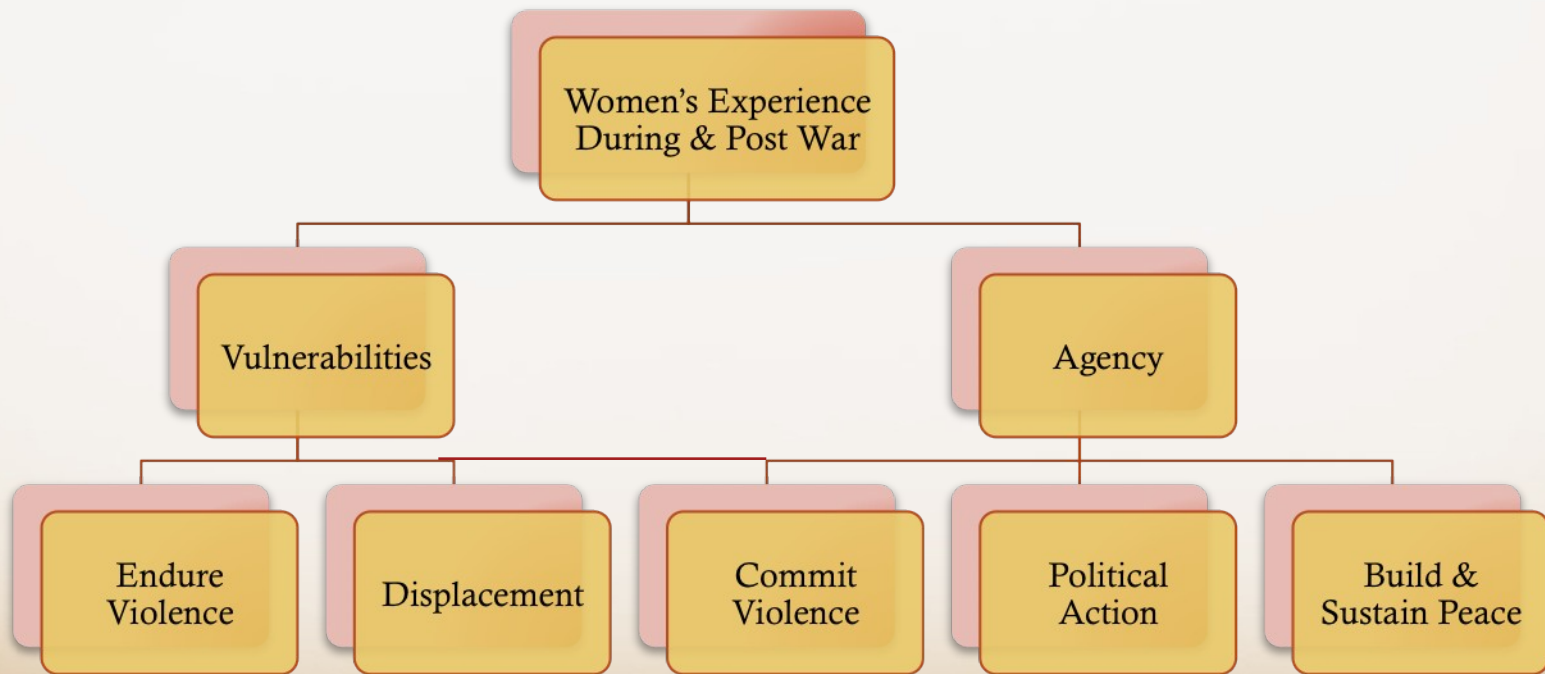 Women’s Experience
During & Post War
Vulnerabilities
Agency
Endure
Violence
Displacement
Commit
Violence
Political
Action
Build &
Sustain Peace